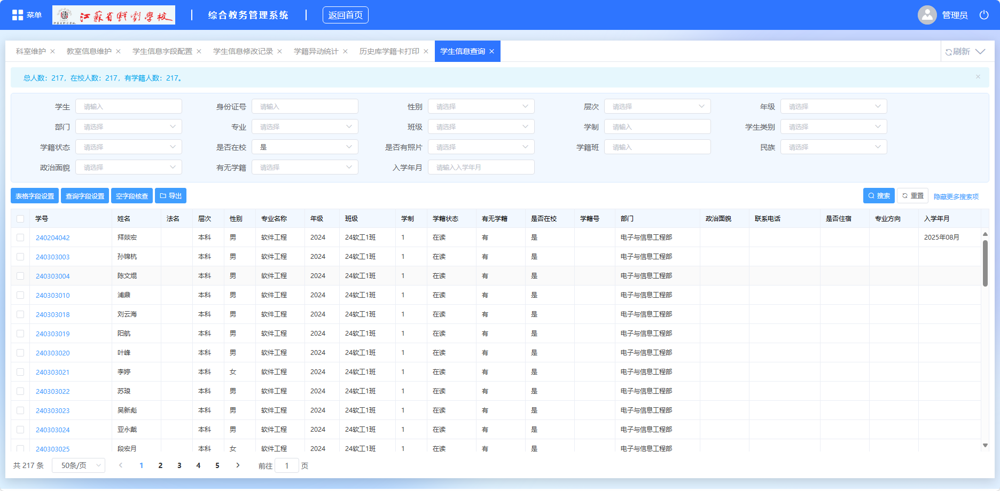 菜单 江苏省戏剧学校 综合教务管理系统 返回首页 管理员
科室维护 教室信息维护 学生信息字段配置 学生信息修改记录 学籍异动统计 历史库学籍卡打印 学生信息查询 刷新
总人数：217，在校人数：217，有学籍人数：217。
学生 请输入 身份证号 请输入 性别 请选择 层次 请选择 年级 请选择
部门 请选择 专业 请选择 班级 请选择 学制 请输入 学生类别 请选择
学籍状态 请选择 是否在校 是 是否有照片 请选择 学籍班 请输入 民族 请选择
政治面貌 请选择 有无学籍 请选择 入学年月 请输入入学年月
表格字段设置 查询字段设置 空字段核查 导出 搜索 重置 隐藏更多搜索项
学号 姓名 法名 层次 性别 专业名称 年级 班级 学制 学籍状态 有无学籍 是否在校 学籍号 部门 政治面貌 联系电话 是否住宿 专业方向 入学年月
240204042 拜燚宏 本科 男 软件工程 2024 24软工1班 1 在读 有 是 电子与信息工程部 2025年08月
240303003 孙锦杭 本科 男 软件工程 2024 24软工1班 1 在读 有 是 电子与信息工程部
240303004 陈文焜 本科 男 软件工程 2024 24软工1班 1 在读 有 是 电子与信息工程部
240303010 浦鼎 本科 男 软件工程 2024 24软工1班 1 在读 有 是 电子与信息工程部
240303018 刘云海 本科 男 软件工程 2024 24软工1班 1 在读 有 是 电子与信息工程部
240303019 阳航 本科 男 软件工程 2024 24软工1班 1 在读 有 是 电子与信息工程部
240303020 叶峰 本科 男 软件工程 2024 24软工1班 1 在读 有 是 电子与信息工程部
240303021 李婷 本科 女 软件工程 2024 24软工1班 1 在读 有 是 电子与信息工程部
240303022 苏琅 本科 男 软件工程 2024 24软工1班 1 在读 有 是 电子与信息工程部
240303023 吴新彪 本科 男 软件工程 2024 24软工1班 1 在读 有 是 电子与信息工程部
240303024 亚永戴 本科 男 软件工程 2024 24软工1班 1 在读 有 是 电子与信息工程部
240303025 段宏月 本科 女 软件工程 2024 24软工1班 1 在读 有 是 电子与信息工程部
共 217 条 50条/页 1 2 3 4 5 前往 1 页